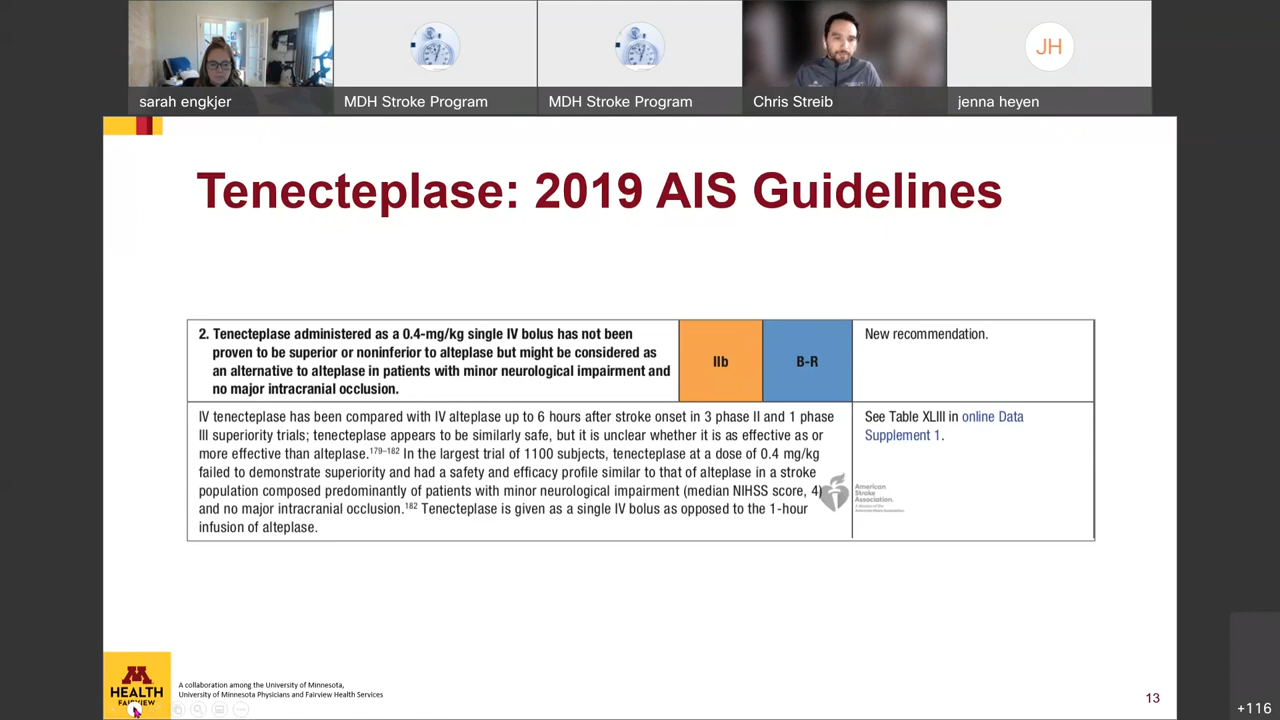 sarah engkjer
MDH Stroke Program
MDH Stroke Program
Chris Streib
JH
jenna heyen
Tenecteplase: 2019 AIS Guidelines
2. Tenecteplase administered as a 0.4-mg/kg single IV bolus has not been
proven to be superior or noninferior to alteplase but might be considered as
an alternative to alteplase in patients with minor neurological impairment and
no major intracranial occlusion.
IIb
B-R
New recommendation.
IV tenecteplase has been compared with IV alteplase up to 6 hours after stroke onset in 3 phase II and 1 phase
III superiority trials; tenecteplase appears to be similarly safe, but it is unclear whether it is as effective as or
more effective than alteplase.179–182 In the largest trial of 1100 subjects, tenecteplase at a dose of 0.4 mg/kg
failed to demonstrate superiority and had a safety and efficacy profile similar to that of alteplase in a stroke
population composed predominantly of patients with minor neurological impairment (median NIHSS score, 4)
and no major intracranial occlusion.182 Tenecteplase is given as a single IV bolus as opposed to the 1-hour
infusion of alteplase.
See Table XLIII in online Data
Supplement 1.
American
Stroke
Association.
M
HEALTH
FAIRVIEW
A collaboration among the University of Minnesota,
University of Minnesota Physicians and Fairview Health Services
13
+116